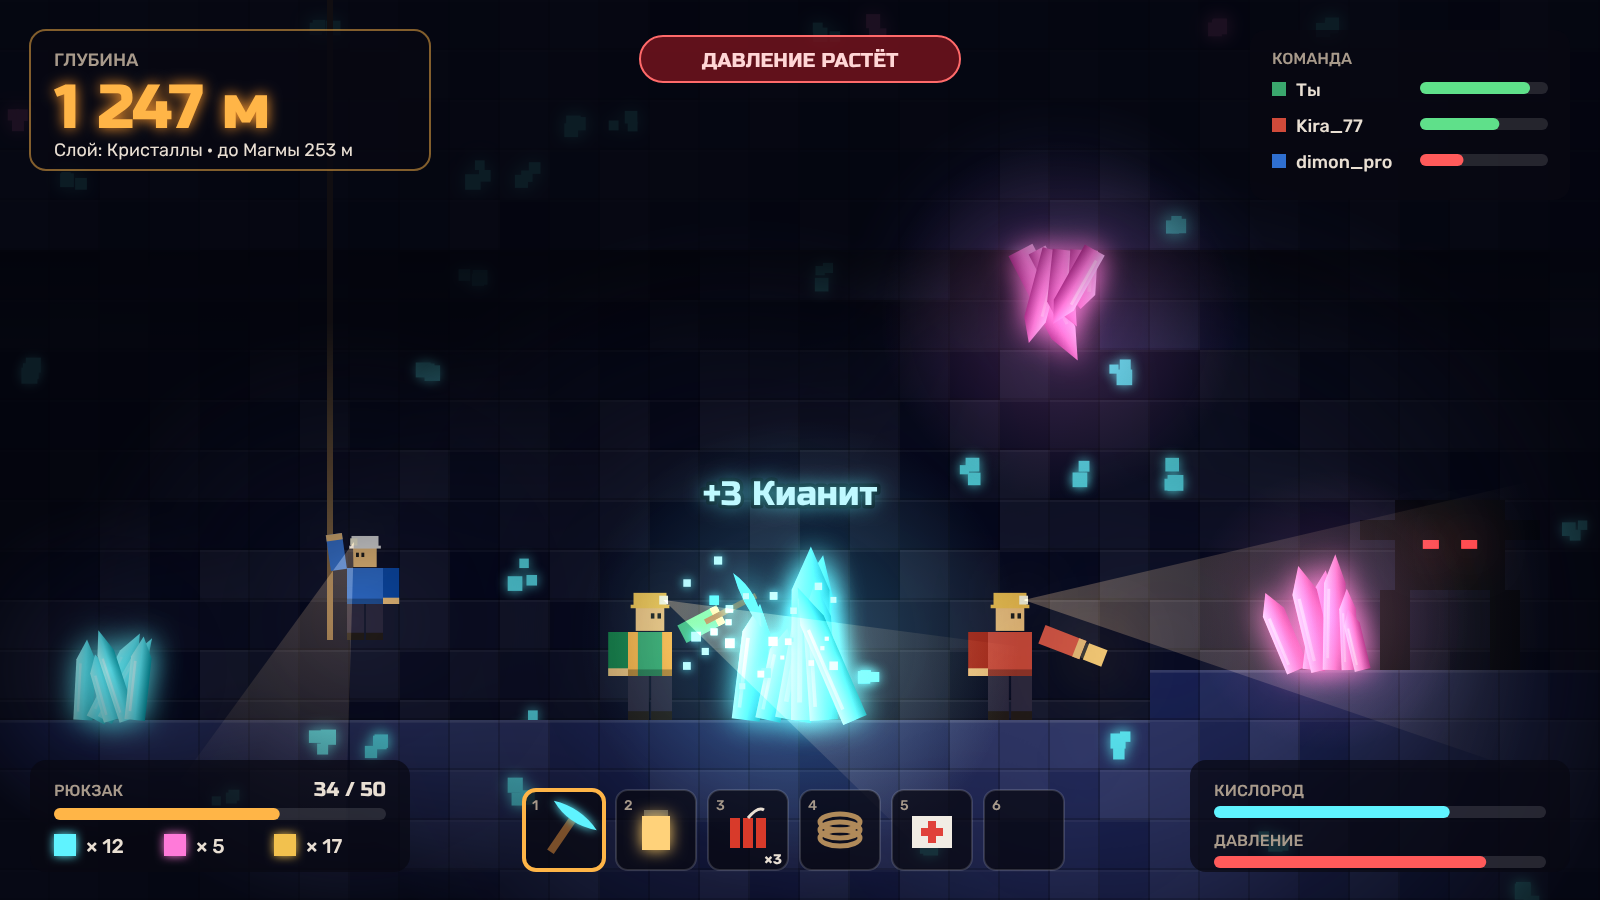 ГЛУБИНА
1 247 м
Слой: Кристаллы • до Магмы 253 м
ДАВЛЕНИЕ РАСТЁТ
КОМАНДА
Ты
Kira_77
dimon_pro
+3 Кианит
РЮКЗАК 34 / 50
× 12 × 5 × 17
1 2 3 4 5 6
×3
КИСЛОРОД
ДАВЛЕНИЕ